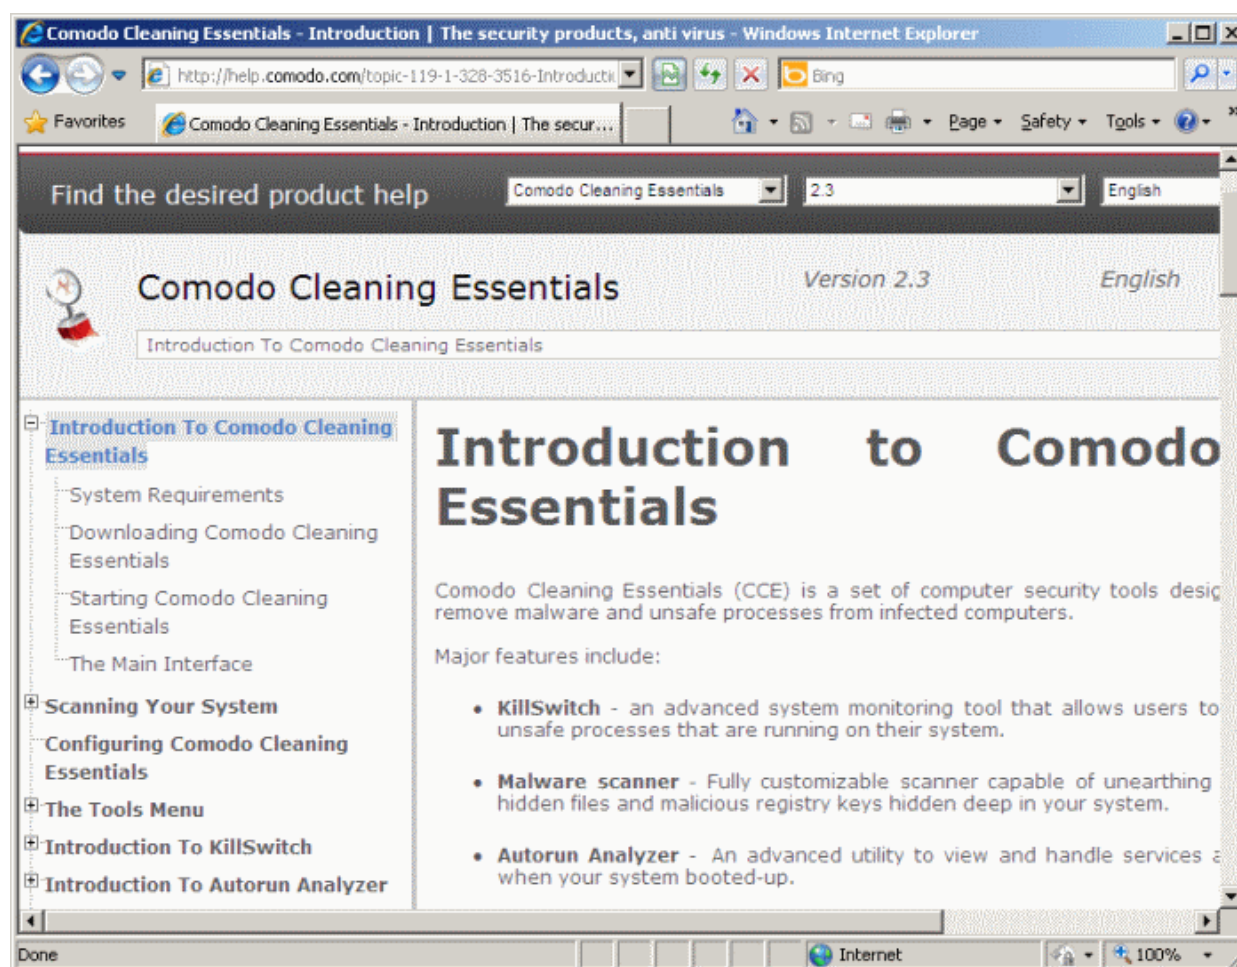 Comodo Cleaning Essentials - Introduction | The security products, anti virus - Windows Internet Explorer
http://help.comodo.com/topic-119-1-328-3516-Introducti
Bing
Favorites
Comodo Cleaning Essentials - Introduction | The secur...
Page
Safety
Tools
Find the desired product help
Comodo Cleaning Essentials
2.3
English
Comodo Cleaning Essentials
Version 2.3
English
Introduction To Comodo Cleaning Essentials
Introduction To Comodo Cleaning
Essentials
System Requirements
Downloading Comodo Cleaning
Essentials
Starting Comodo Cleaning
Essentials
The Main Interface
Scanning Your System
Configuring Comodo Cleaning
Essentials
The Tools Menu
Introduction To KillSwitch
Introduction To Autorun Analyzer
Introduction to Comodo
Essentials
Comodo Cleaning Essentials (CCE) is a set of computer security tools desig
remove malware and unsafe processes from infected computers.
Major features include:
• KillSwitch - an advanced system monitoring tool that allows users to
unsafe processes that are running on their system.
• Malware scanner - Fully customizable scanner capable of unearthing
hidden files and malicious registry keys hidden deep in your system.
• Autorun Analyzer - An advanced utility to view and handle services a
when your system booted-up.
Done
Internet
100%